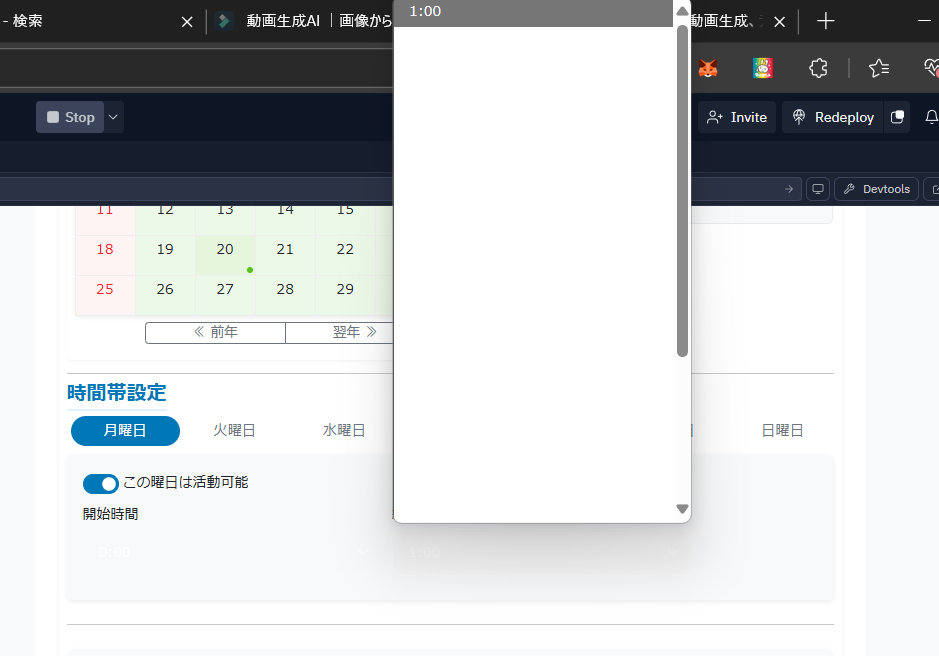 - 検索
動画生成AI ｜画像から
1:00
動画生成、
Stop
Invite
Redeploy
Devtools
11 12 13 14 15
18 19 20 21 22
25 26 27 28 29
前年
翌年
時間帯設定
月曜日
火曜日
水曜日
日曜日
この曜日は活動可能
開始時間
0:00